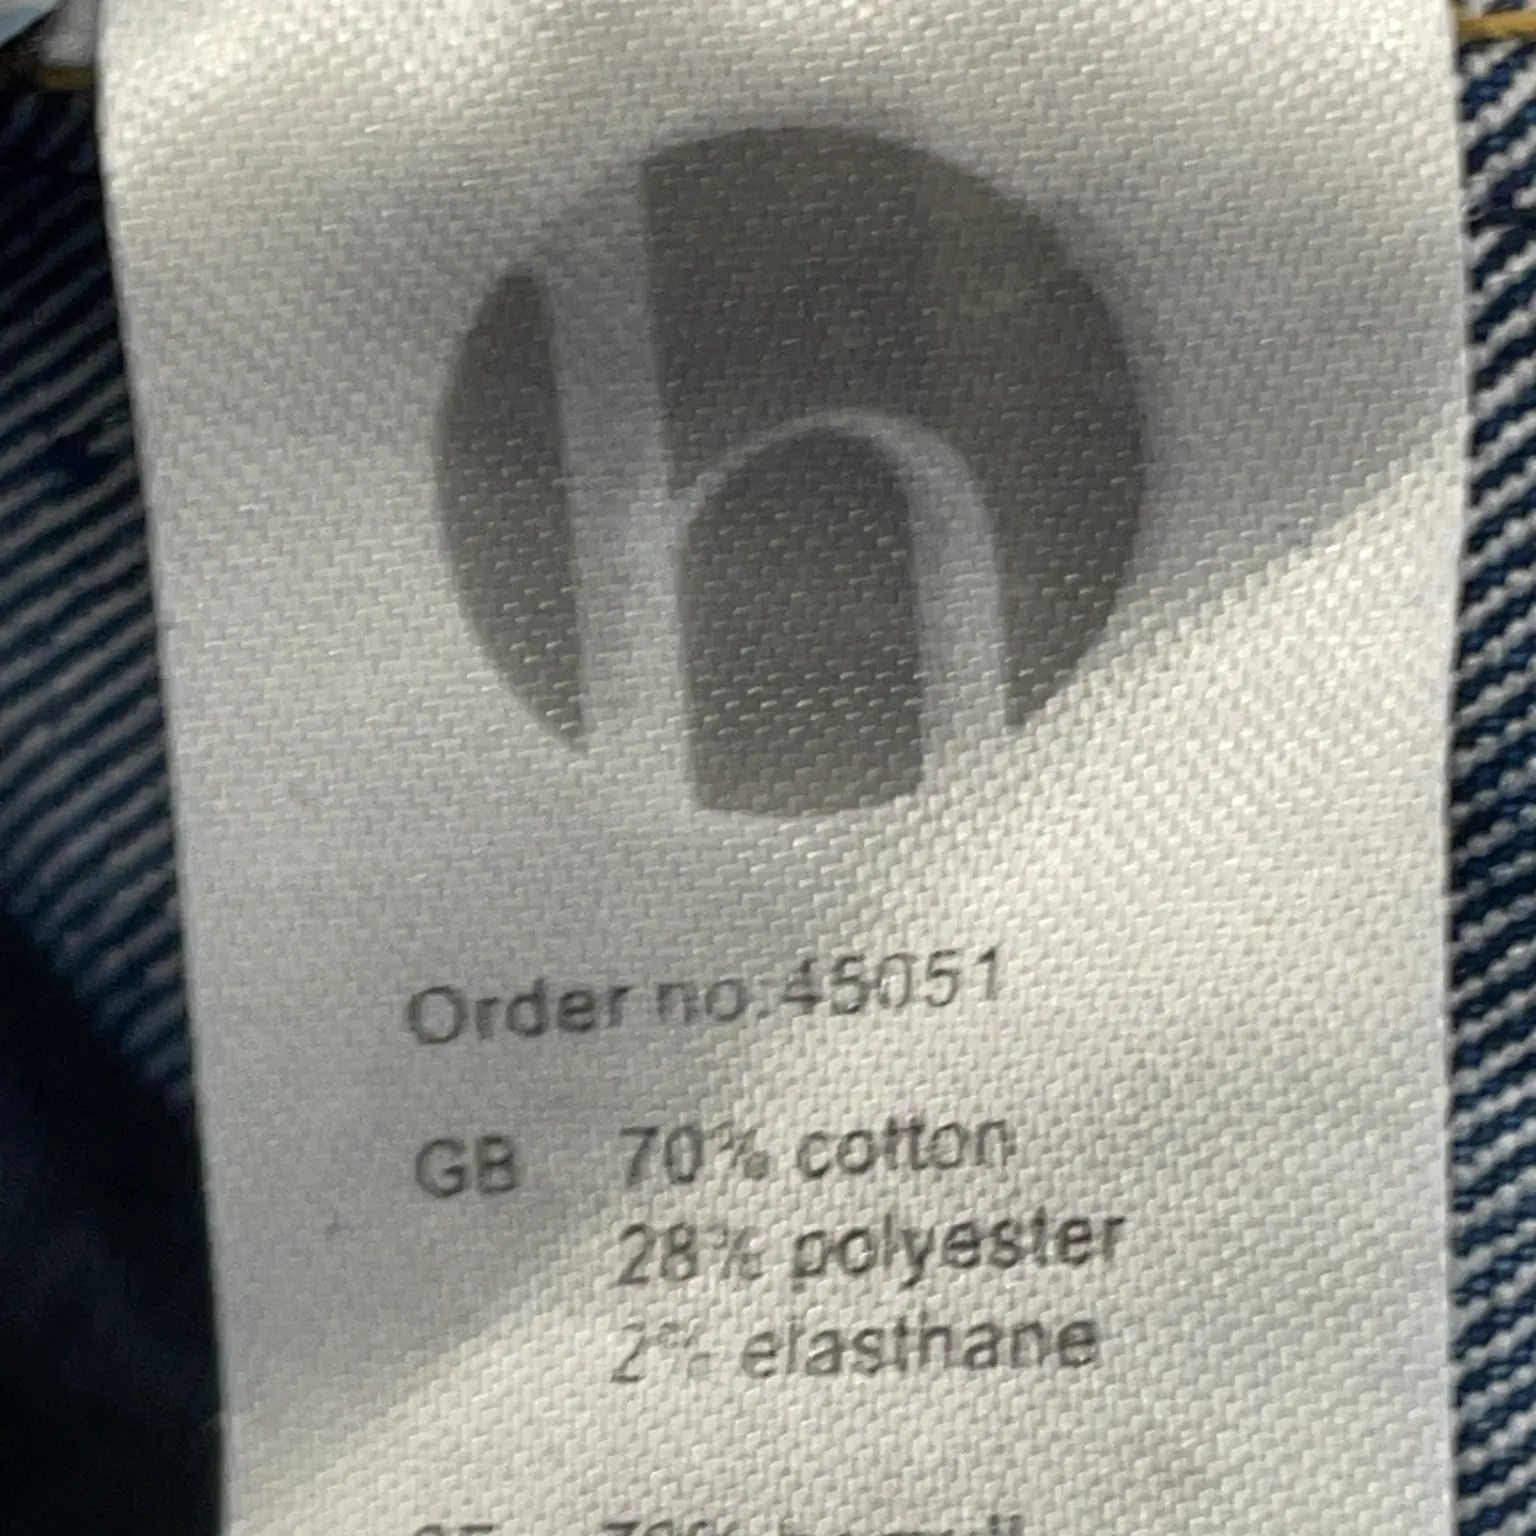 h
Order no:45051
GB 70% cotton
28% polyester
2% elasthane